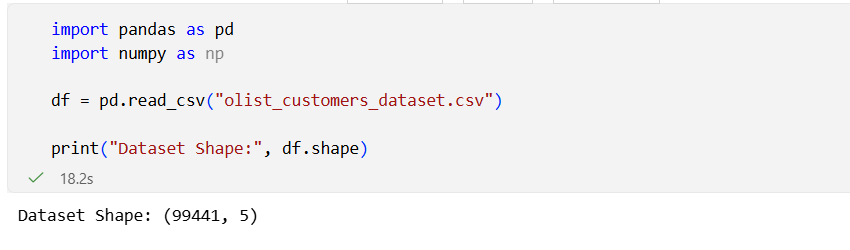 import pandas as pd
import numpy as np
df = pd.read_csv("olist_customers_dataset.csv")
print("Dataset Shape:", df.shape)
18.2s
Dataset Shape: (99441, 5)